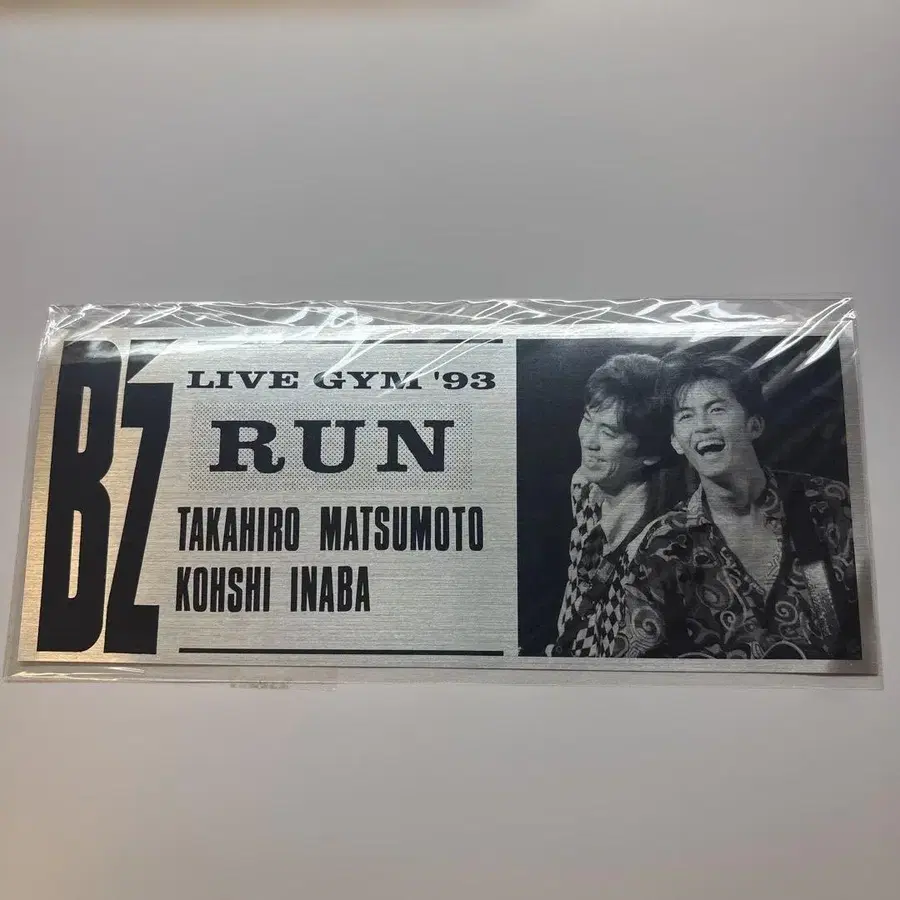 B'Z
LIVE GYM '93
RUN
TAKAHIRO MATSUMOTO
KOHSHI INABA